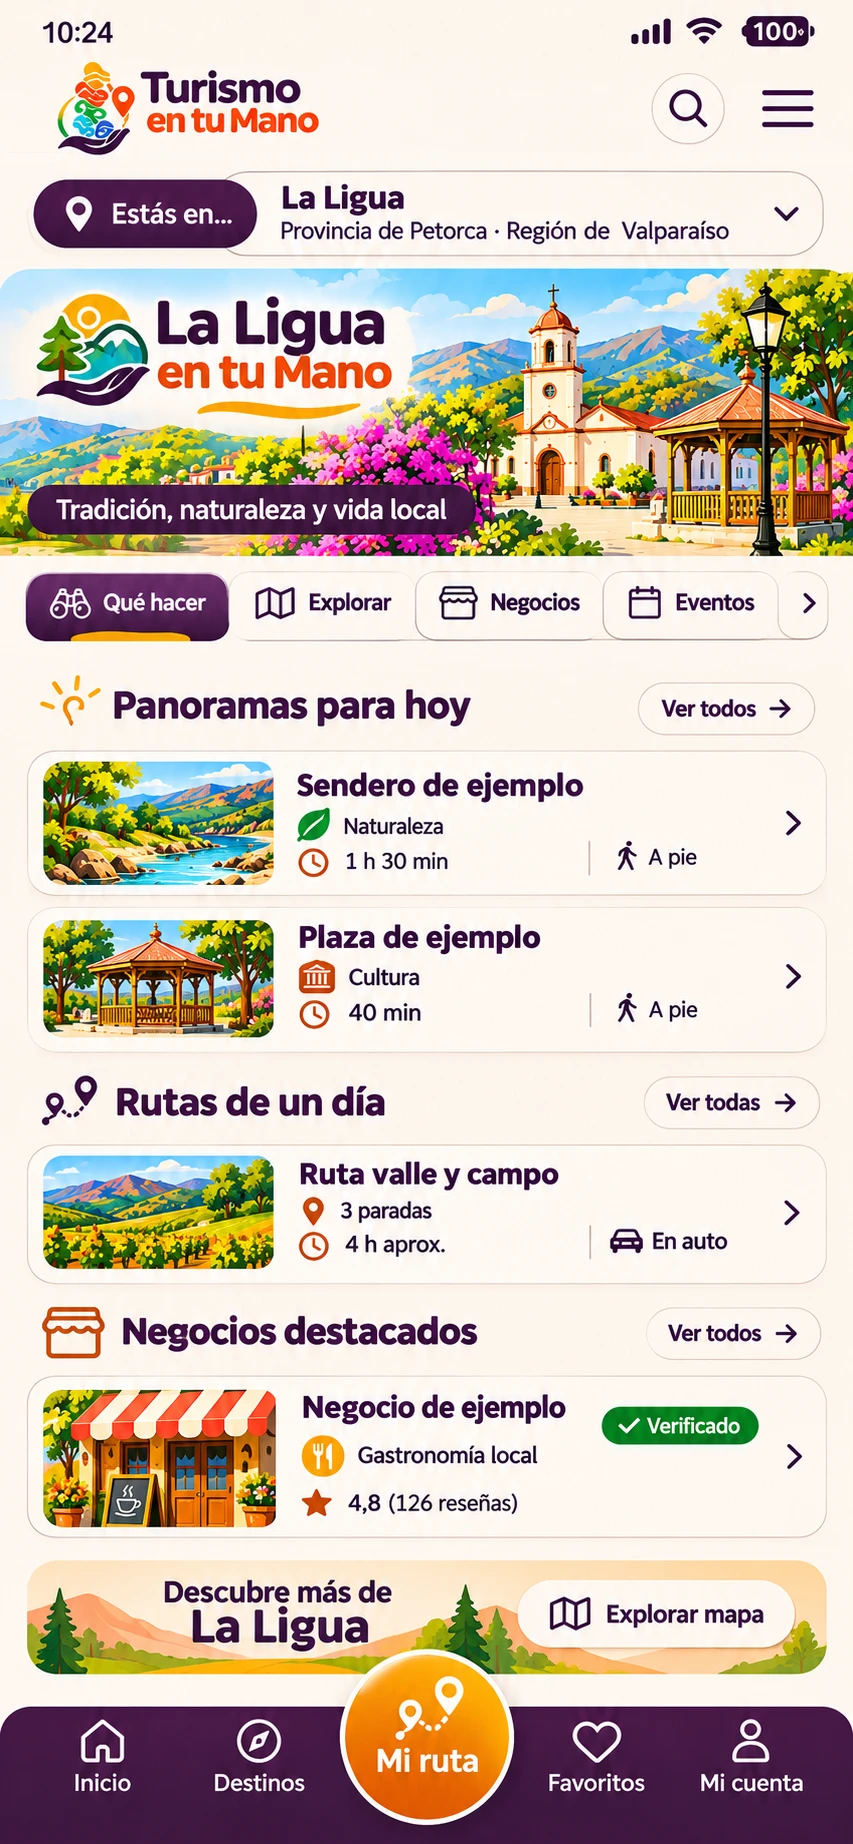 10:24
100
Turismo
en tu Mano
Estás en...
La Ligua
Provincia de Petorca · Región de Valparaíso
La Ligua
en tu Mano
Tradición, naturaleza y vida local
Qué hacer
Explorar
Negocios
Eventos
Panoramas para hoy
Ver todos
Sendero de ejemplo
Naturaleza
1 h 30 min
A pie
Plaza de ejemplo
Cultura
40 min
A pie
Rutas de un día
Ver todas
Ruta valle y campo
3 paradas
4 h aprox.
En auto
Negocios destacados
Ver todos
Negocio de ejemplo
Verificado
Gastronomía local
4,8 (126 reseñas)
Descubre más de
La Ligua
Explorar mapa
Inicio
Destinos
Mi ruta
Favoritos
Mi cuenta